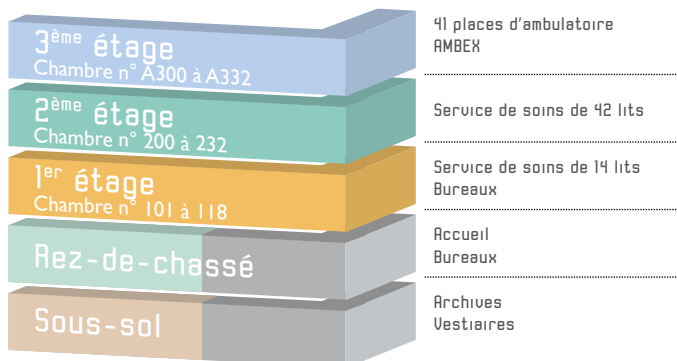 3ème étage
Chambre n° A300 à A332
41 places d'ambulatoire
AMBEX
2ème étage
Chambre n° 200 à 232
Service de soins de 42 lits
1er étage
Chambre n° 101 à 118
Service de soins de 14 lits
Bureaux
Rez-de-chassé
Accueil
Bureaux
Sous-sol
Archives
Vestiaires